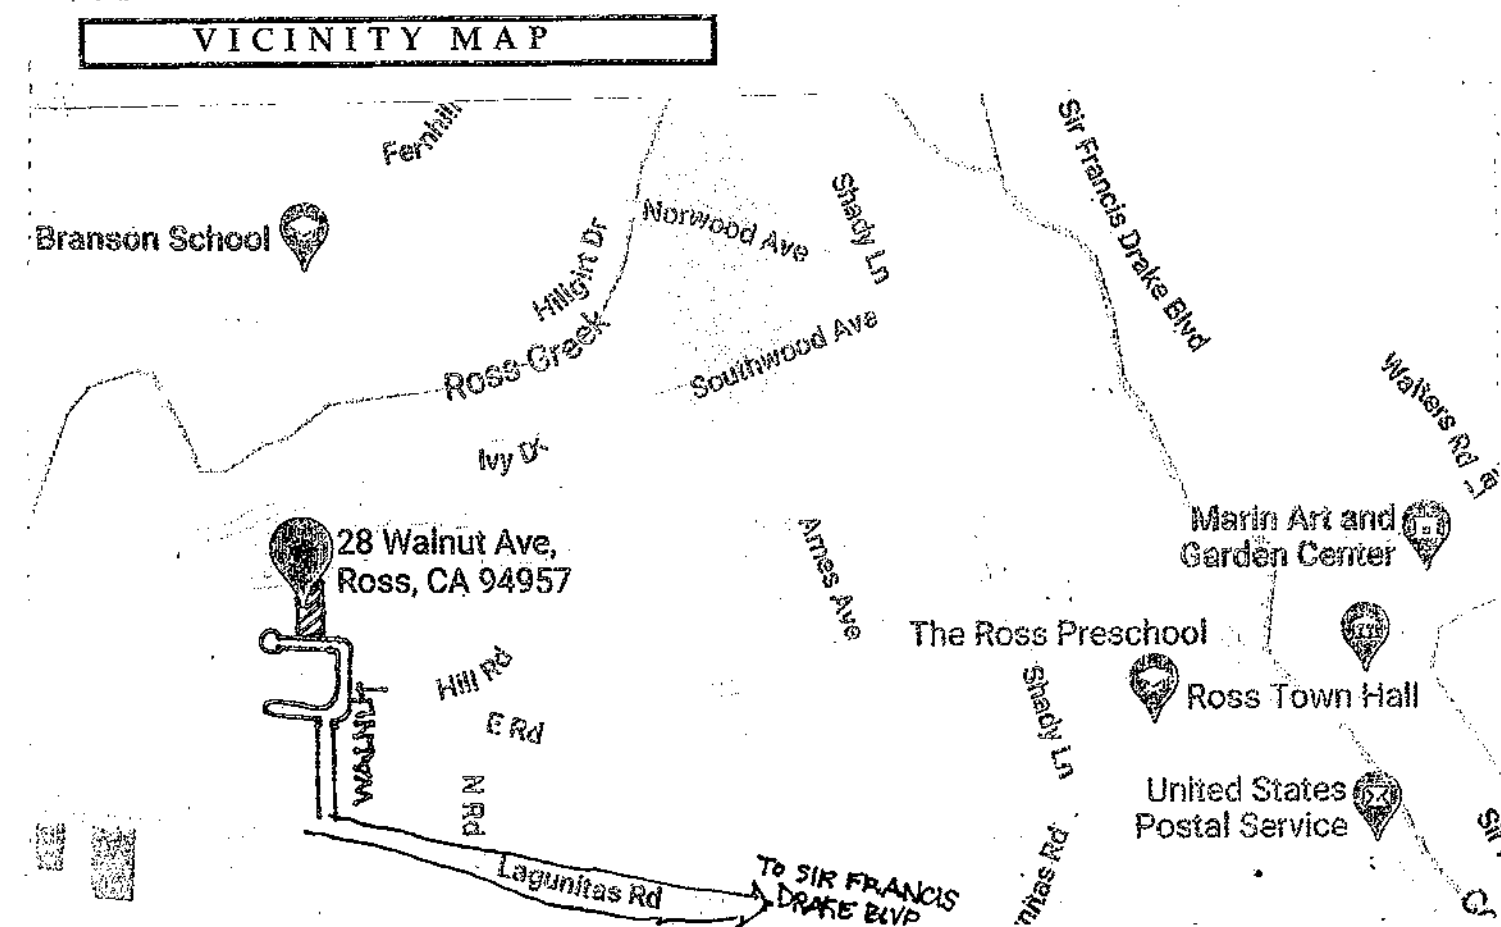 VICINITY MAP
Fernhill
Sir Francis Drake Blvd
Branson School
Norwood Ave
Shady Ln
Hillgirt Dr
Ross Creek
Southwood Ave
Walters Rd
Ivy Dr
28 Walnut Ave,
Ross, CA 94957
Ames Ave
Marin Art and
Garden Center
The Ross Preschool
Ross Town Hall
Hill Rd
E Rd
WALNUT
N Rd
Shady Ln
United States
Postal Service
Lagunitas Rd
TO SIR FRANCIS
DRAKE BLVD
nitas Rd